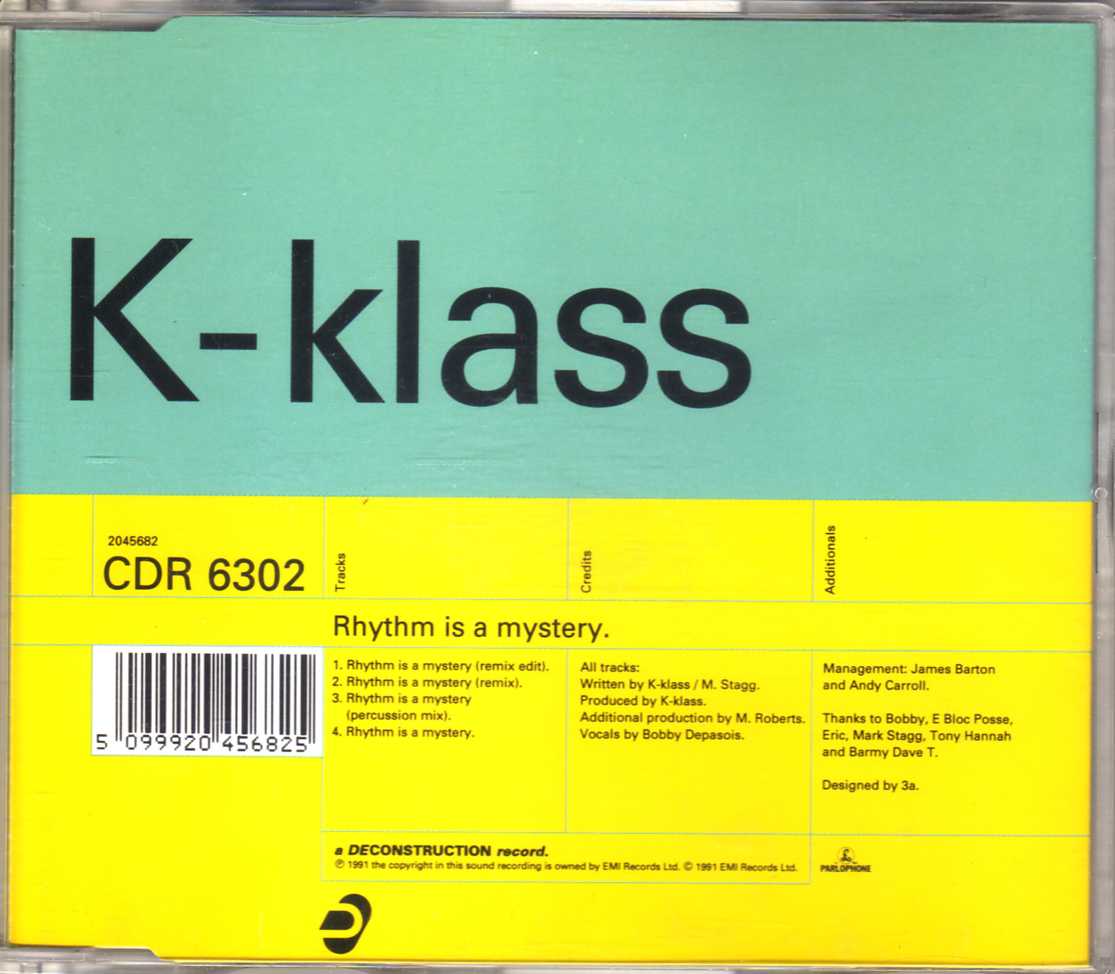 K-klass
2045682
CDR 6302
Tracks
Credits
Additionals
Rhythm is a mystery.
1. Rhythm is a mystery (remix edit).
2. Rhythm is a mystery (remix).
3. Rhythm is a mystery
(percussion mix).
4. Rhythm is a mystery.
All tracks:
Written by K-klass / M. Stagg.
Produced by K-klass.
Additional production by M. Roberts.
Vocals by Bobby Depasois.
Management: James Barton
and Andy Carroll.
Thanks to Bobby, E Bloc Posse,
Eric, Mark Stagg, Tony Hannah
and Barmy Dave T.
Designed by 3a.
5 099920 456825
a DECONSTRUCTION record.
℗ 1991 the copyright in this sound recording is owned by EMI Records Ltd. © 1991 EMI Records Ltd.
PARLOPHONE